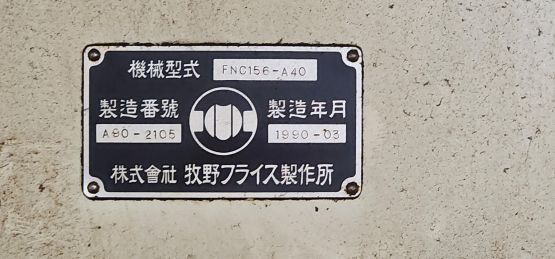 機械型式 FNC156-A40
製造番號 製造年月
A90-2105 1990-03
株式會社 牧野フライス製作所